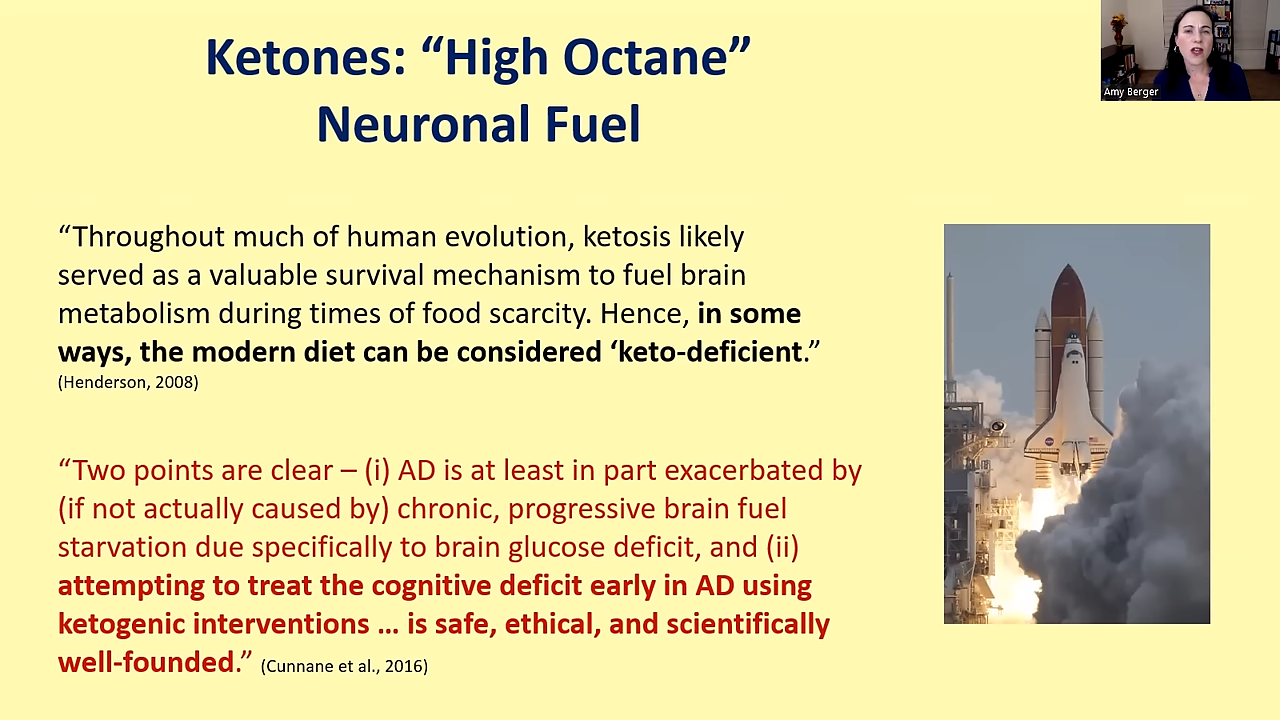 Ketones: “High Octane”
Neuronal Fuel
Amy Berger
“Throughout much of human evolution, ketosis likely
served as a valuable survival mechanism to fuel brain
metabolism during times of food scarcity. Hence, in some
ways, the modern diet can be considered ‘keto-deficient.”
(Henderson, 2008)
“Two points are clear – (i) AD is at least in part exacerbated by
(if not actually caused by) chronic, progressive brain fuel
starvation due specifically to brain glucose deficit, and (ii)
attempting to treat the cognitive deficit early in AD using
ketogenic interventions … is safe, ethical, and scientifically
well-founded.” (Cunnane et al., 2016)